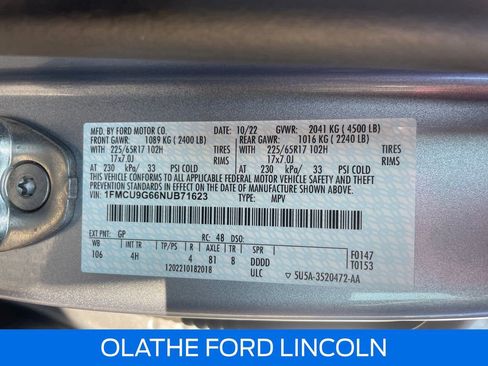 MFD. BY FORD MOTOR CO. 10/22 GVWR: 2041 KG ( 4500 LB)
FRONT GAWR: 1089 KG ( 2400 LB) REAR GAWR: 1016 KG ( 2240 LB)
WITH 225/65R17 102H TIRES WITH 225/65R17 102H TIRES
17x7.0J RIMS 17x7.0J RIMS
AT 230 kPa/ 33 PSI COLD AT 230 kPa/ 33 PSI COLD
THIS VEHICLE CONFORMS TO ALL APPLICABLE FEDERAL MOTOR VEHICLE SAFETY AND THEFT PREVENTION STANDARDS IN EFFECT ON THE DATE OF MANUFACTURE SHOWN ABOVE.
VIN: 1FMCU9G66NUB71623 TYPE: MPV
EXT PNT: GP RC: 48 DSO:
WB INT TR TP/PS R AXLE TR SPR F0147
106 4H 4 81 8 DDDD T0153
1202210182018 ULC 5U5A-3520472-AA
OLATHE FORD LINCOLN